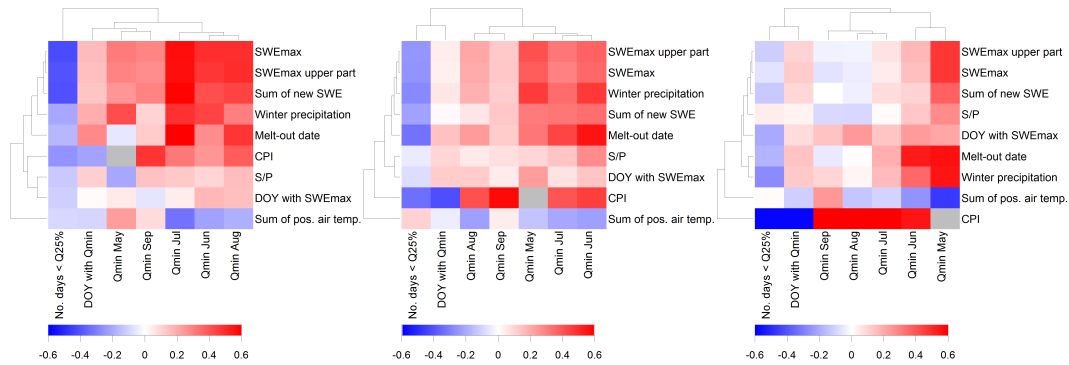 SWEmax
SWEmax upper part
Sum of new SWE
Winter precipitation
Melt-out date
CPI
S/P
DOY with SWEmax
Sum of pos. air temp.
No. days < Q25%
DOY with Qmin
Qmin May
Qmin Sep
Qmin Jul
Qmin Jun
Qmin Aug
-0.6 -0.4 -0.2 0 0.2 0.4 0.6
SWEmax upper part
SWEmax
Winter precipitation
Sum of new SWE
Melt-out date
S/P
DOY with SWEmax
CPI
Sum of pos. air temp.
No. days < Q25%
DOY with Qmin
Qmin Aug
Qmin Sep
Qmin May
Qmin Jul
Qmin Jun
-0.6 -0.4 -0.2 0 0.2 0.4 0.6
SWEmax upper part
SWEmax
Sum of new SWE
S/P
DOY with SWEmax
Melt-out date
Winter precipitation
Sum of pos. air temp.
CPI
No. days < Q25%
DOY with Qmin
Qmin Sep
Qmin Aug
Qmin Jul
Qmin Jun
Qmin May
-0.6 -0.4 -0.2 0 0.2 0.4 0.6